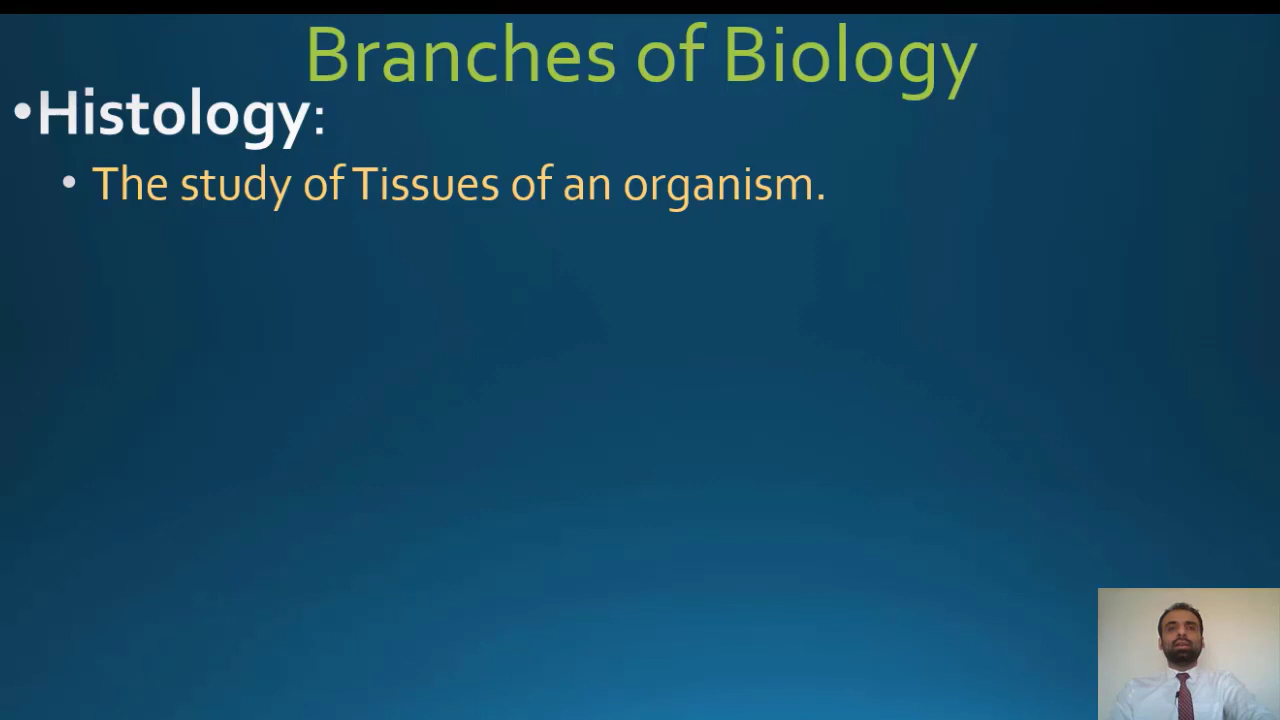 Branches of Biology
•Histology:
• The study of Tissues of an organism.